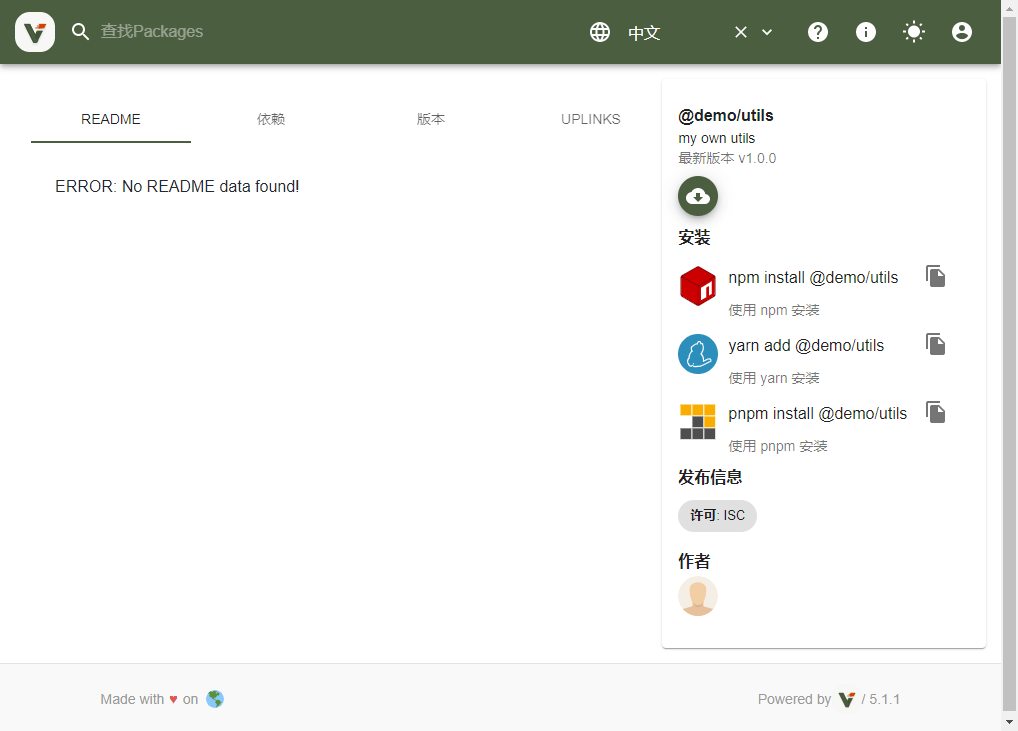 查找Packages
中文
README
依赖
版本
UPLINKS
ERROR: No README data found!
@demo/utils
my own utils
最新版本 v1.0.0
安装
npm install @demo/utils
使用 npm 安装
yarn add @demo/utils
使用 yarn 安装
pnpm install @demo/utils
使用 pnpm 安装
发布信息
许可: ISC
作者
Made with ♥ on
Powered by / 5.1.1